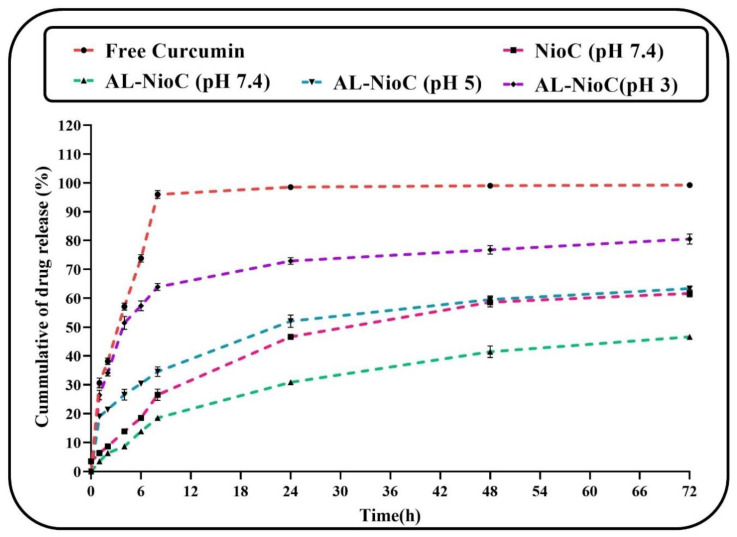 Free Curcumin NioC (pH 7.4)
AL-NioC (pH 7.4) AL-NioC (pH 5) AL-NioC(pH 3)
120
110
100
90
80
70
60
50
40
30
20
10
0
Cummulative of drug release (%)
0 6 12 18 24 30 36 42 48 54 60 66 72
Time(h)